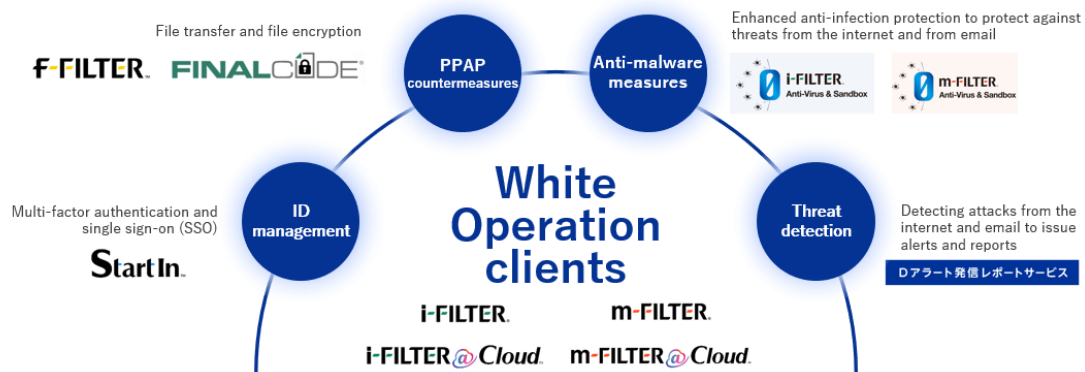 File transfer and file encryption
f-FILTER
FINALCODE®
PPAP
countermeasures
Anti-malware
measures
Enhanced anti-infection protection to protect against
threats from the internet and from email
i-FILTER
Anti-Virus & Sandbox
m-FILTER
Anti-Virus & Sandbox
Multi-factor authentication and
single sign-on (SSO)
StartIn™
ID
management
White
Operation
clients
Threat
detection
Detecting attacks from the
internet and email to issue
alerts and reports
Dアラート発信レポートサービス
i-FILTER®
m-FILTER®
i-FILTER@Cloud
m-FILTER@Cloud